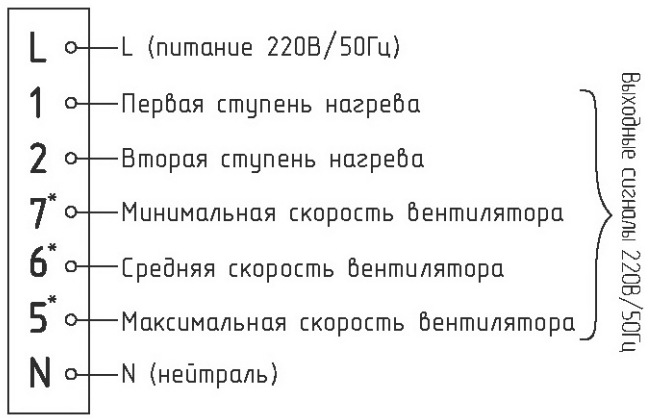 L L (питание 220В/50Гц)
1 Первая ступень нагрева
2 Вторая ступень нагрева
7* Минимальная скорость вентилятора
6* Средняя скорость вентилятора
5* Максимальная скорость вентилятора
N N (нейтраль)
Выходные сигналы 220В/50Гц